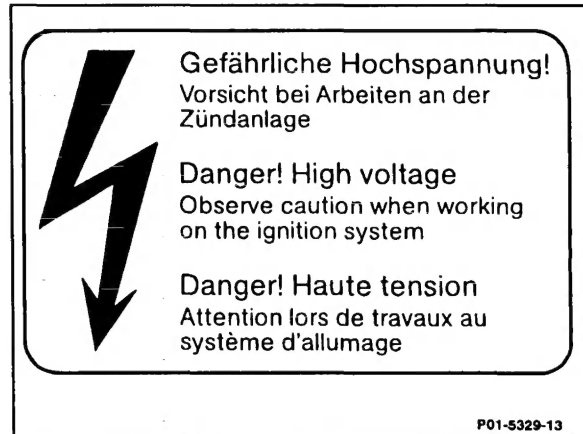 Gefährliche Hochspannung!
Vorsicht bei Arbeiten an der
Zündanlage
Danger! High voltage
Observe caution when working
on the ignition system
Danger! Haute tension
Attention lors de travaux au
système d'allumage
P01-5329-13